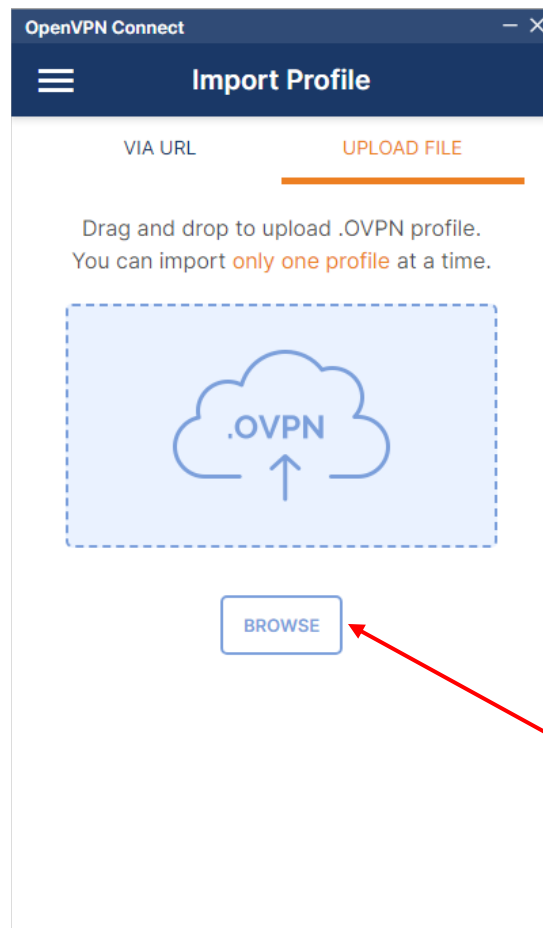 OpenVPN Connect
Import Profile
VIA URL
UPLOAD FILE
Drag and drop to upload .OVPN profile.
You can import only one profile at a time.
.OVPN
BROWSE